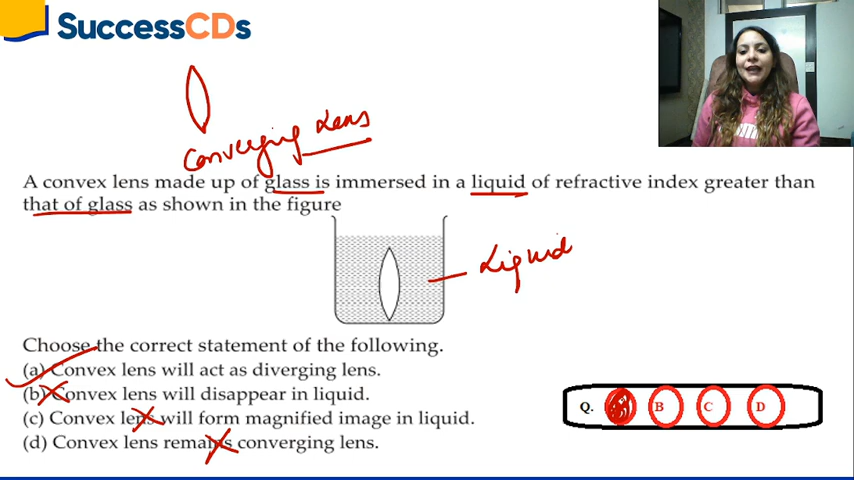 SuccessCDs
Converging Lens
A convex lens made up of glass is immersed in a liquid of refractive index greater than
that of glass as shown in the figure
Liquid
Choose the correct statement of the following.
(a) Convex lens will act as diverging lens.
(b) Convex lens will disappear in liquid.
(c) Convex lens will form magnified image in liquid.
(d) Convex lens remains converging lens.
Q. B C D